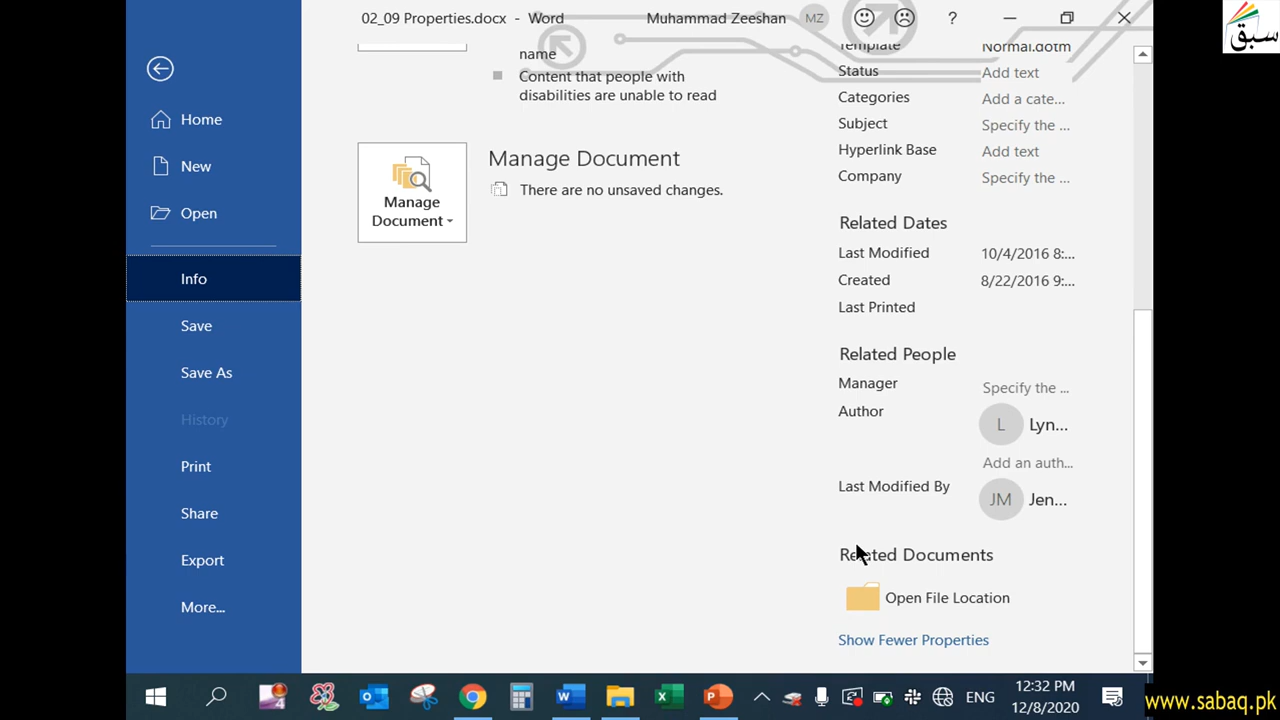 02_09 Properties.docx - Word
Muhammad Zeeshan
MZ
?
سبق
Home
New
Open
Info
Save
Save As
History
Print
Share
Export
More...
name
Content that people with
disabilities are unable to read
Manage
Document
Manage Document
There are no unsaved changes.
Template Normal.dotm
Status Add text
Categories Add a cate...
Subject Specify the ...
Hyperlink Base Add text
Company Specify the ...
Related Dates
Last Modified 10/4/2016 8:...
Created 8/22/2016 9:...
Last Printed
Related People
Manager Specify the ...
Author L Lyn...
Add an auth...
Last Modified By JM Jen...
Related Documents
Open File Location
Show Fewer Properties
4
ENG
12:32 PM
12/8/2020
www.sabaq.pk